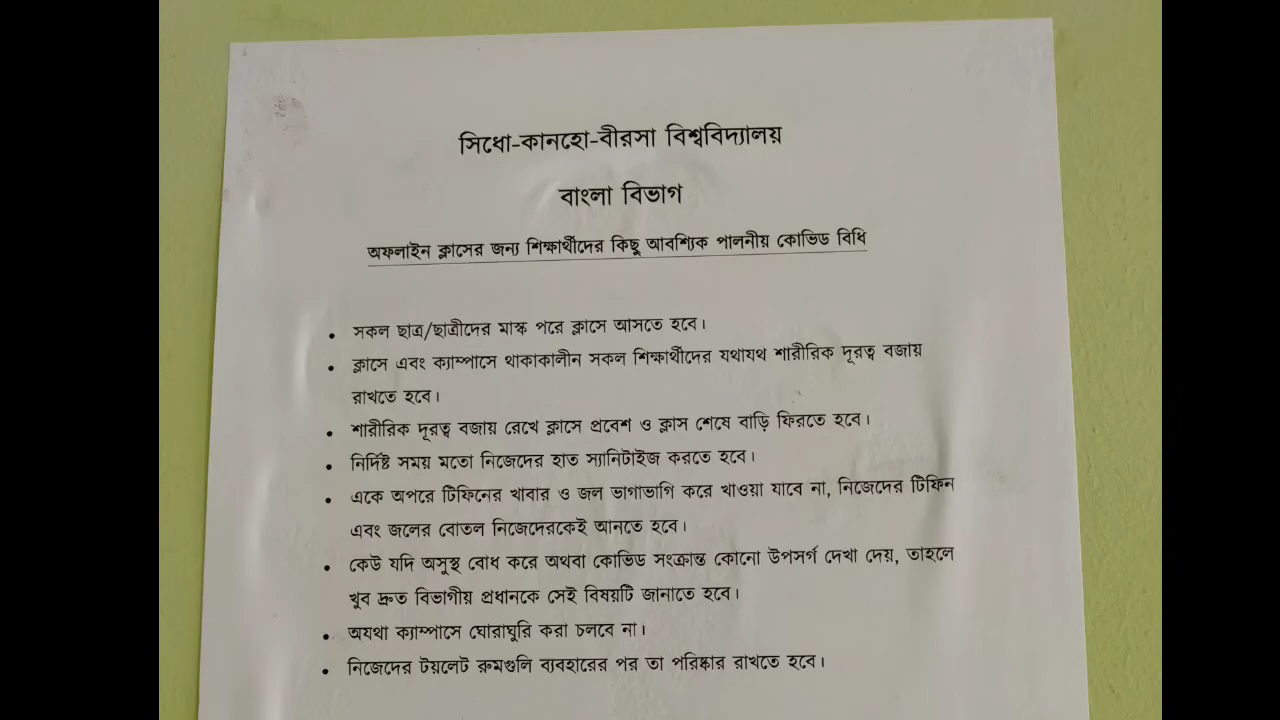 সিধো-কানহো-বীরসা বিশ্ববিদ্যালয়
বাংলা বিভাগ
অফলাইন ক্লাসের জন্য শিক্ষার্থীদের কিছু আবশ্যিক পালনীয় কোভিড বিধি
• সকল ছাত্র/ছাত্রীদের মাস্ক পরে ক্লাসে আসতে হবে।
• ক্লাসে এবং ক্যাম্পাসে থাকাকালীন সকল শিক্ষার্থীদের যথাযথ শারীরিক দূরত্ব বজায়
রাখতে হবে।
• শারীরিক দূরত্ব বজায় রেখে ক্লাসে প্রবেশ ও ক্লাস শেষে বাড়ি ফিরতে হবে।
• নির্দিষ্ট সময় মতো নিজেদের হাত স্যানিটাইজ করতে হবে।
• একে অপরে টিফিনের খাবার ও জল ভাগাভাগি করে খাওয়া যাবে না, নিজেদের টিফিন
এবং জলের বোতল নিজেদেরকেই আনতে হবে।
• কেউ যদি অসুস্থ বোধ করে অথবা কোভিড সংক্রান্ত কোনো উপসর্গ দেখা দেয়, তাহলে
খুব দ্রুত বিভাগীয় প্রধানকে সেই বিষয়টি জানাতে হবে।
• অযথা ক্যাম্পাসে ঘোরাঘুরি করা চলবে না।
• নিজেদের টয়লেট রুমগুলি ব্যবহারের পর তা পরিষ্কার রাখতে হবে।